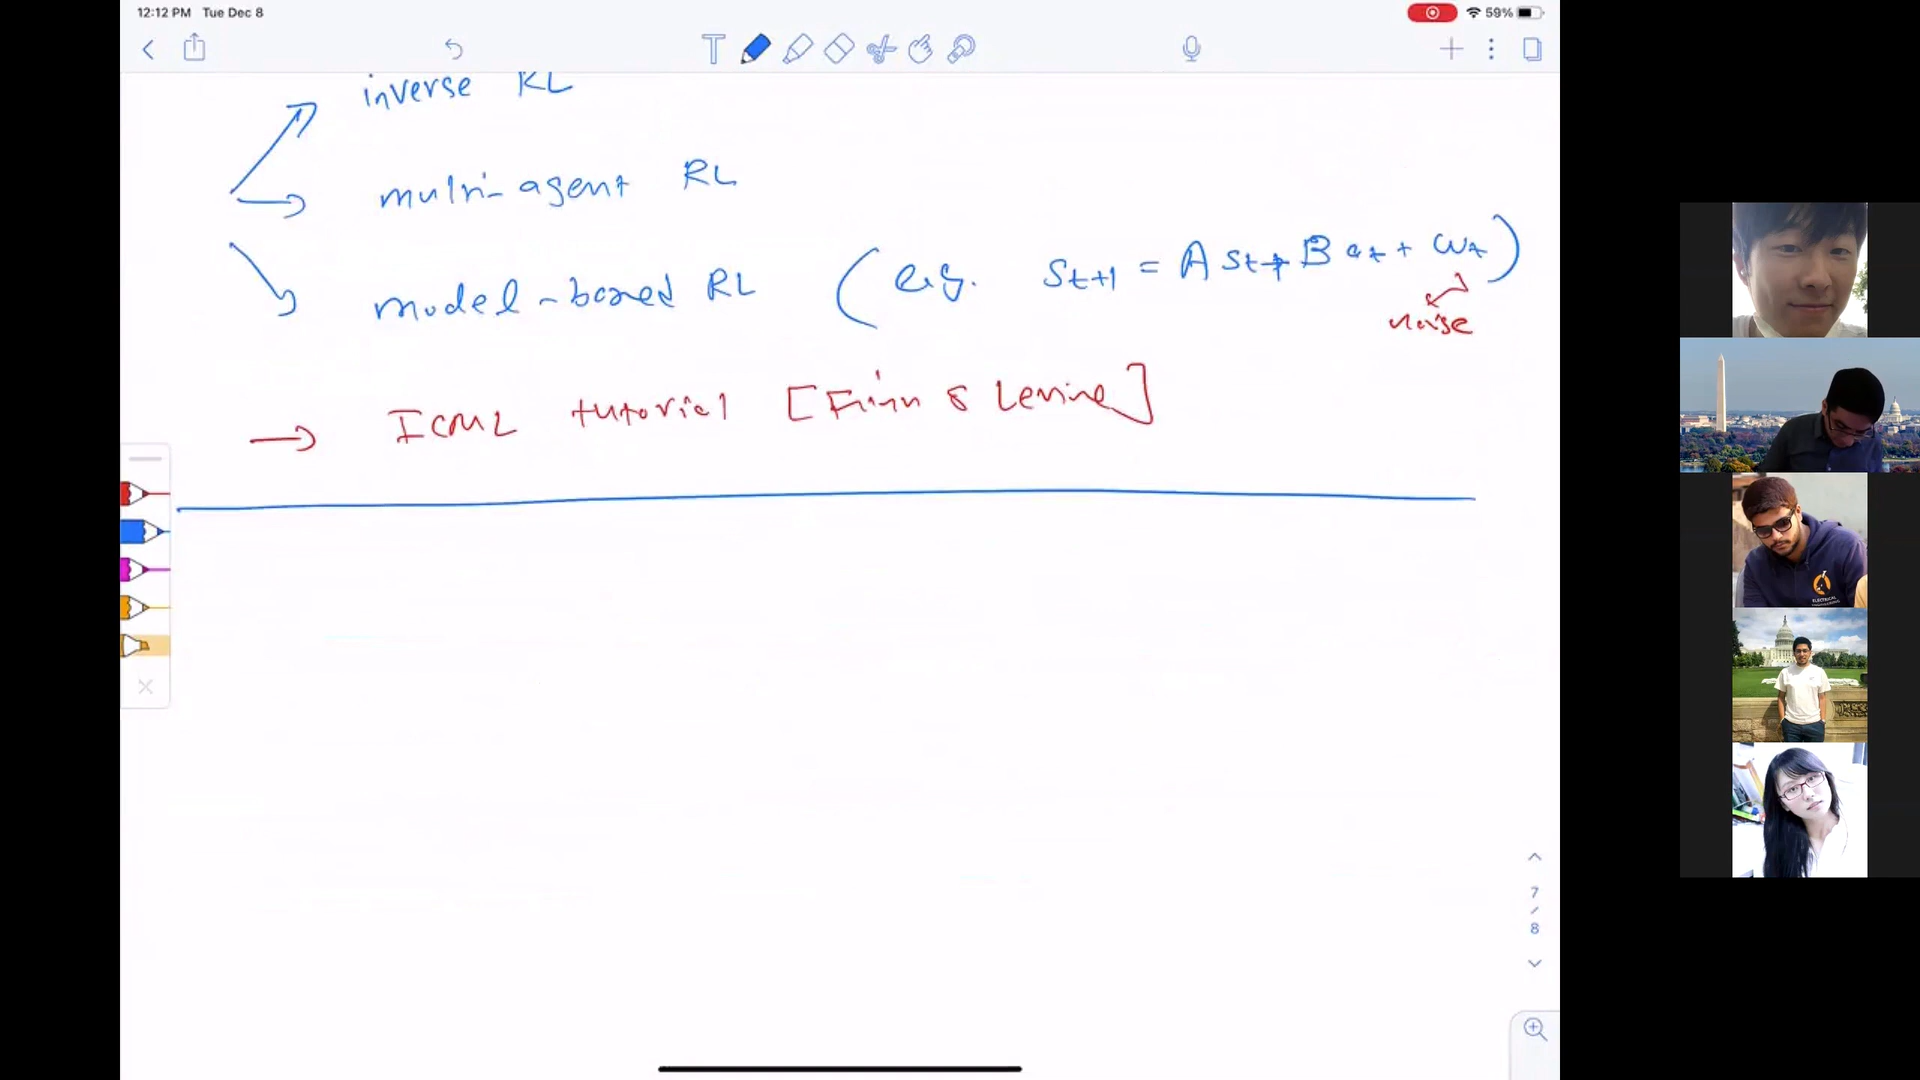 12:12 PM Tue Dec 8
59%
inverse RL
multi-agent RL
model-based RL (e.g. St+1 = A St + B at + wt)
noise
→ ICML tutorial [Finn & Levine]
7
/
8
ELECTRICAL